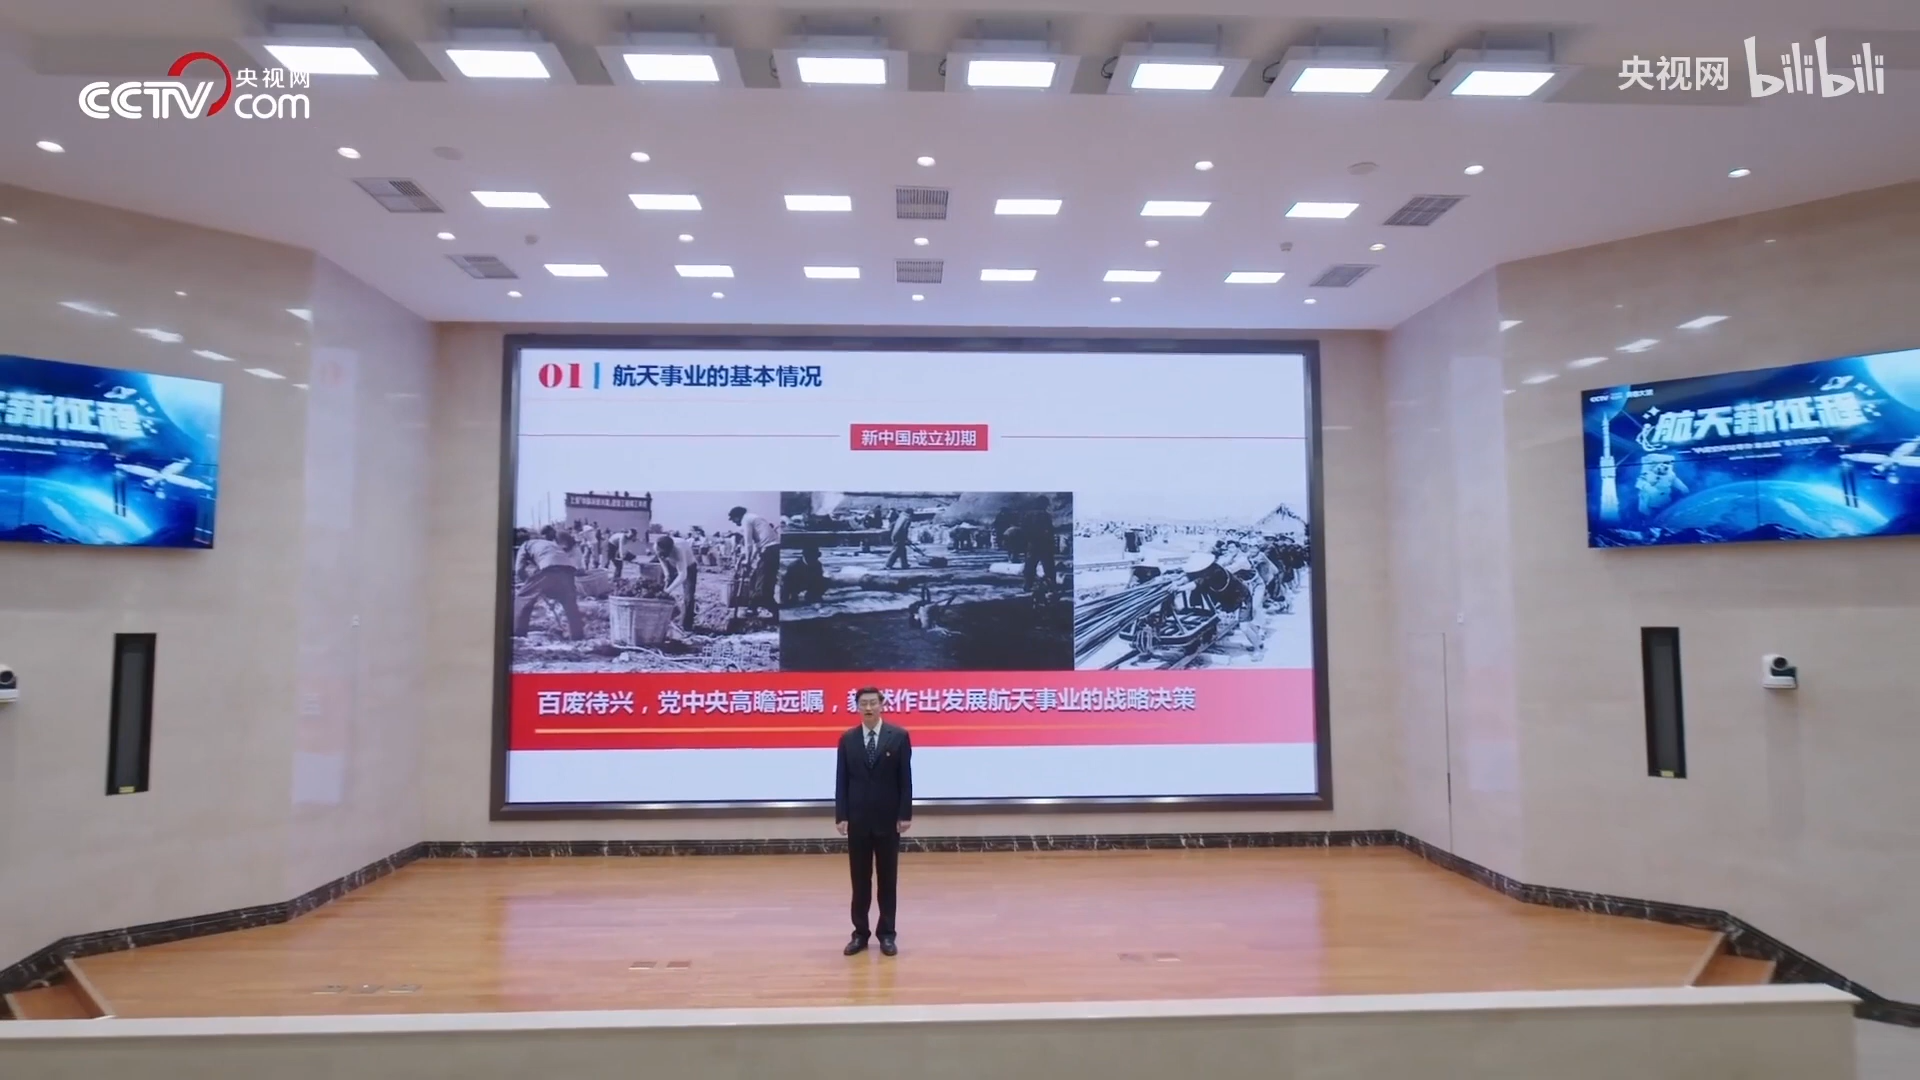 CCTV 央视网
com
央视网 bilibili
01 航天事业的基本情况
新中国成立初期
百废待兴，党中央高瞻远瞩，毅然作出发展航天事业的战略决策
天新征程
CCTV
航天新征程